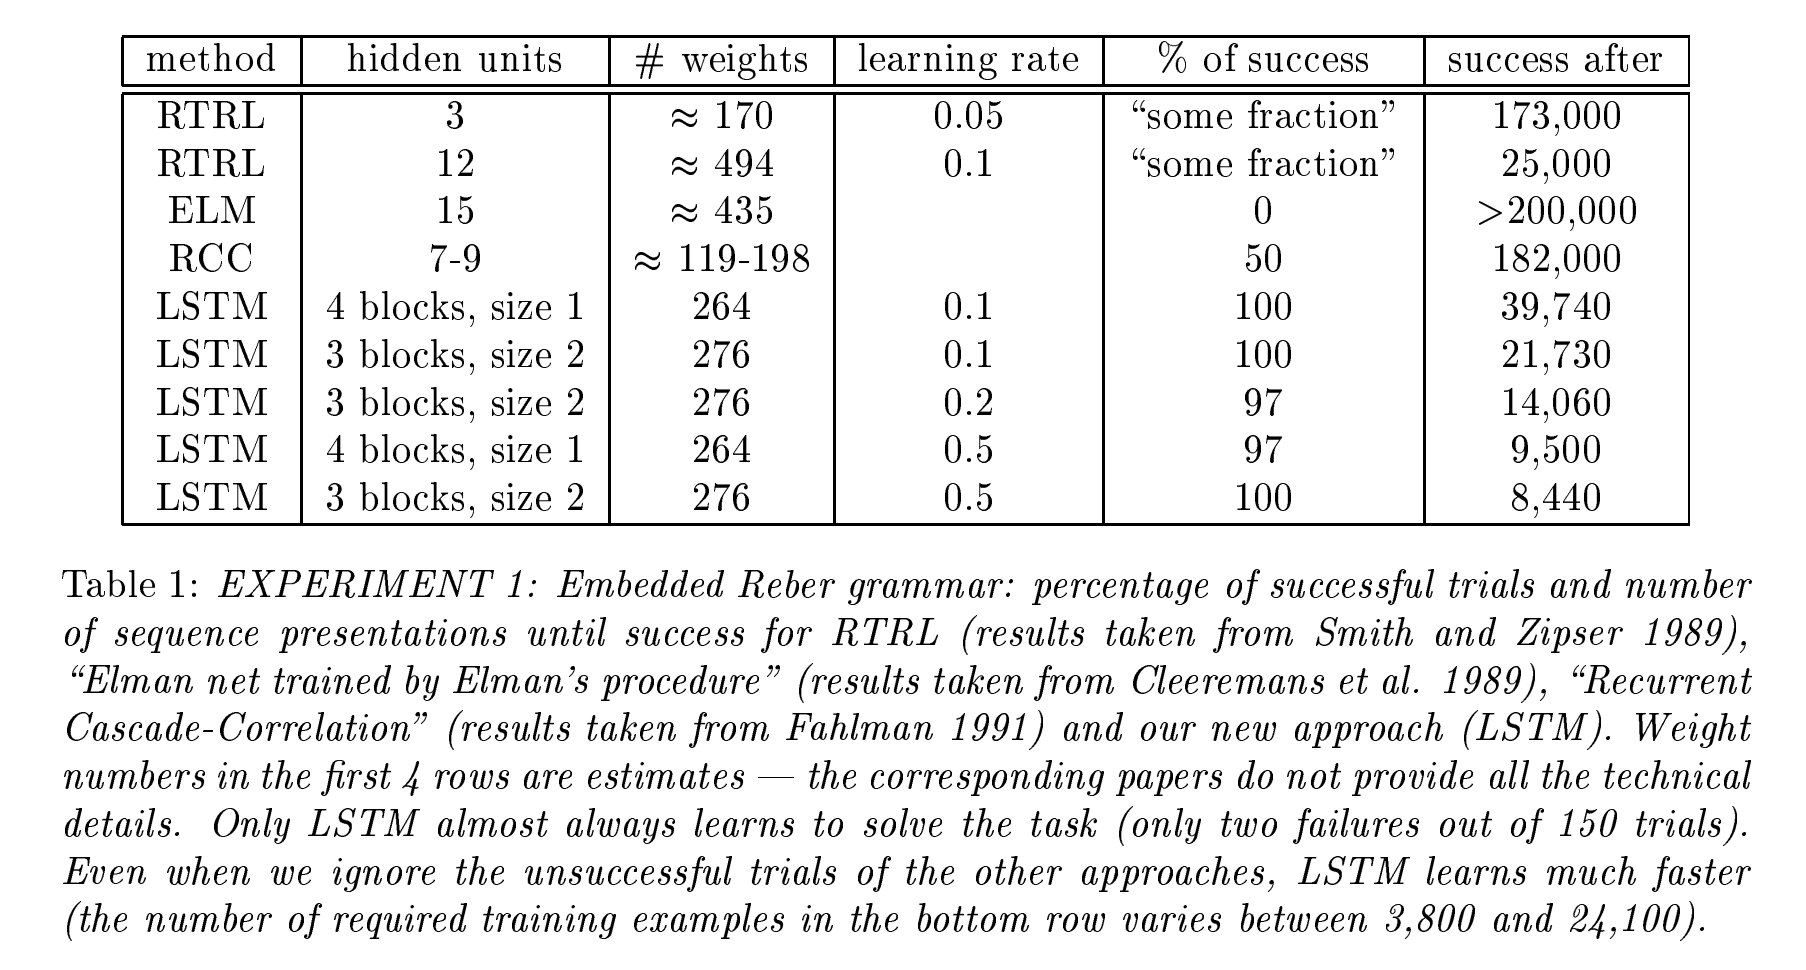 method hidden units # weights learning rate % of success success after
RTRL 3 ≈ 170 0.05 “some fraction” 173,000
RTRL 12 ≈ 494 0.1 “some fraction” 25,000
ELM 15 ≈ 435 0 >200,000
RCC 7-9 ≈ 119-198 50 182,000
LSTM 4 blocks, size 1 264 0.1 100 39,740
LSTM 3 blocks, size 2 276 0.1 100 21,730
LSTM 3 blocks, size 2 276 0.2 97 14,060
LSTM 4 blocks, size 1 264 0.5 97 9,500
LSTM 3 blocks, size 2 276 0.5 100 8,440
Table 1: EXPERIMENT 1: Embedded Reber grammar: percentage of successful trials and number
of sequence presentations until success for RTRL (results taken from Smith and Zipser 1989),
“Elman net trained by Elman’s procedure” (results taken from Cleeremans et al. 1989), “Recurrent
Cascade-Correlation” (results taken from Fahlman 1991) and our new approach (LSTM). Weight
numbers in the first 4 rows are estimates — the corresponding papers do not provide all the technical
details. Only LSTM almost always learns to solve the task (only two failures out of 150 trials).
Even when we ignore the unsuccessful trials of the other approaches, LSTM learns much faster
(the number of required training examples in the bottom row varies between 3,800 and 24,100).